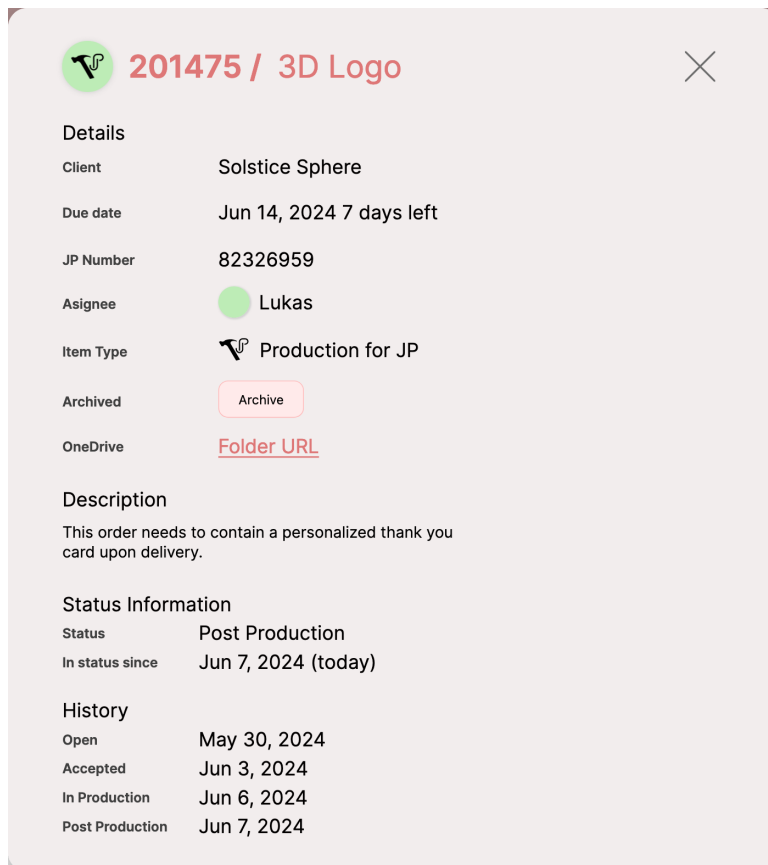 201475 / 3D Logo
Details
Client Solstice Sphere
Due date Jun 14, 2024 7 days left
JP Number 82326959
Asignee Lukas
Item Type Production for JP
Archived Archive
OneDrive Folder URL
Description
This order needs to contain a personalized thank you
card upon delivery.
Status Information
Status Post Production
In status since Jun 7, 2024 (today)
History
Open May 30, 2024
Accepted Jun 3, 2024
In Production Jun 6, 2024
Post Production Jun 7, 2024